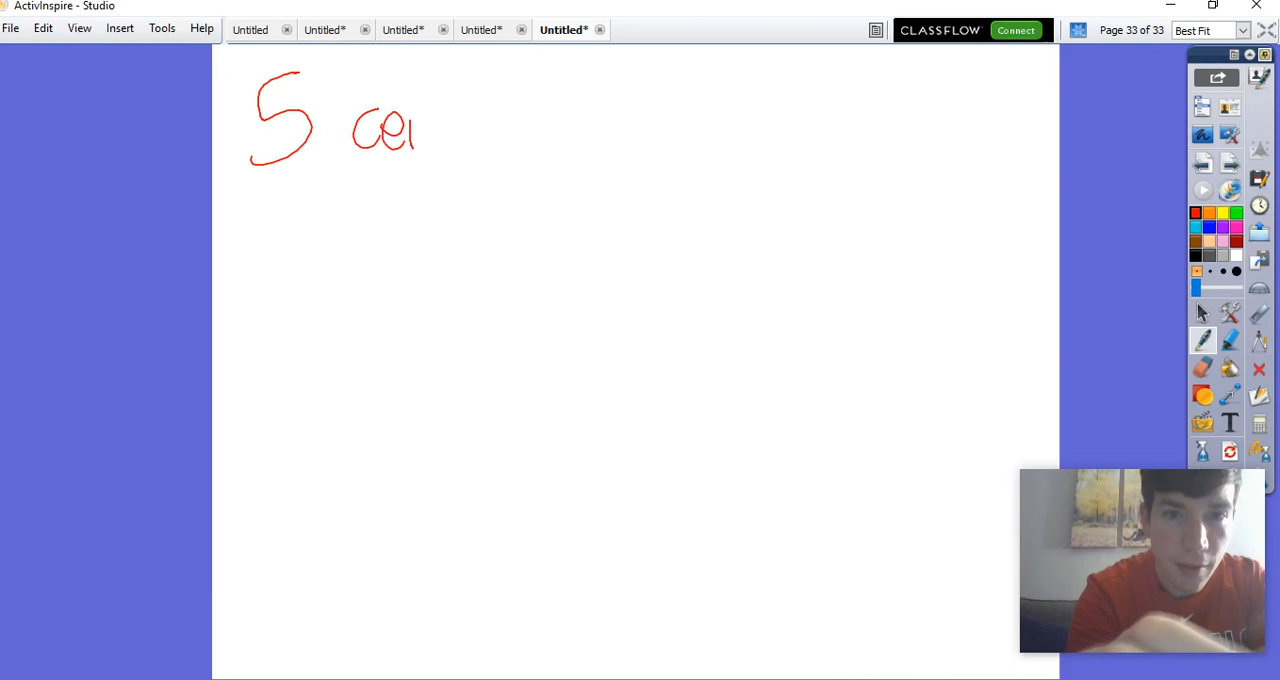 ActivInspire - Studio
File Edit View Insert Tools Help Untitled Untitled* Untitled* Untitled* Untitled* CLASSFLOW Connect Page 33 of 33 Best Fit
5 cei
T